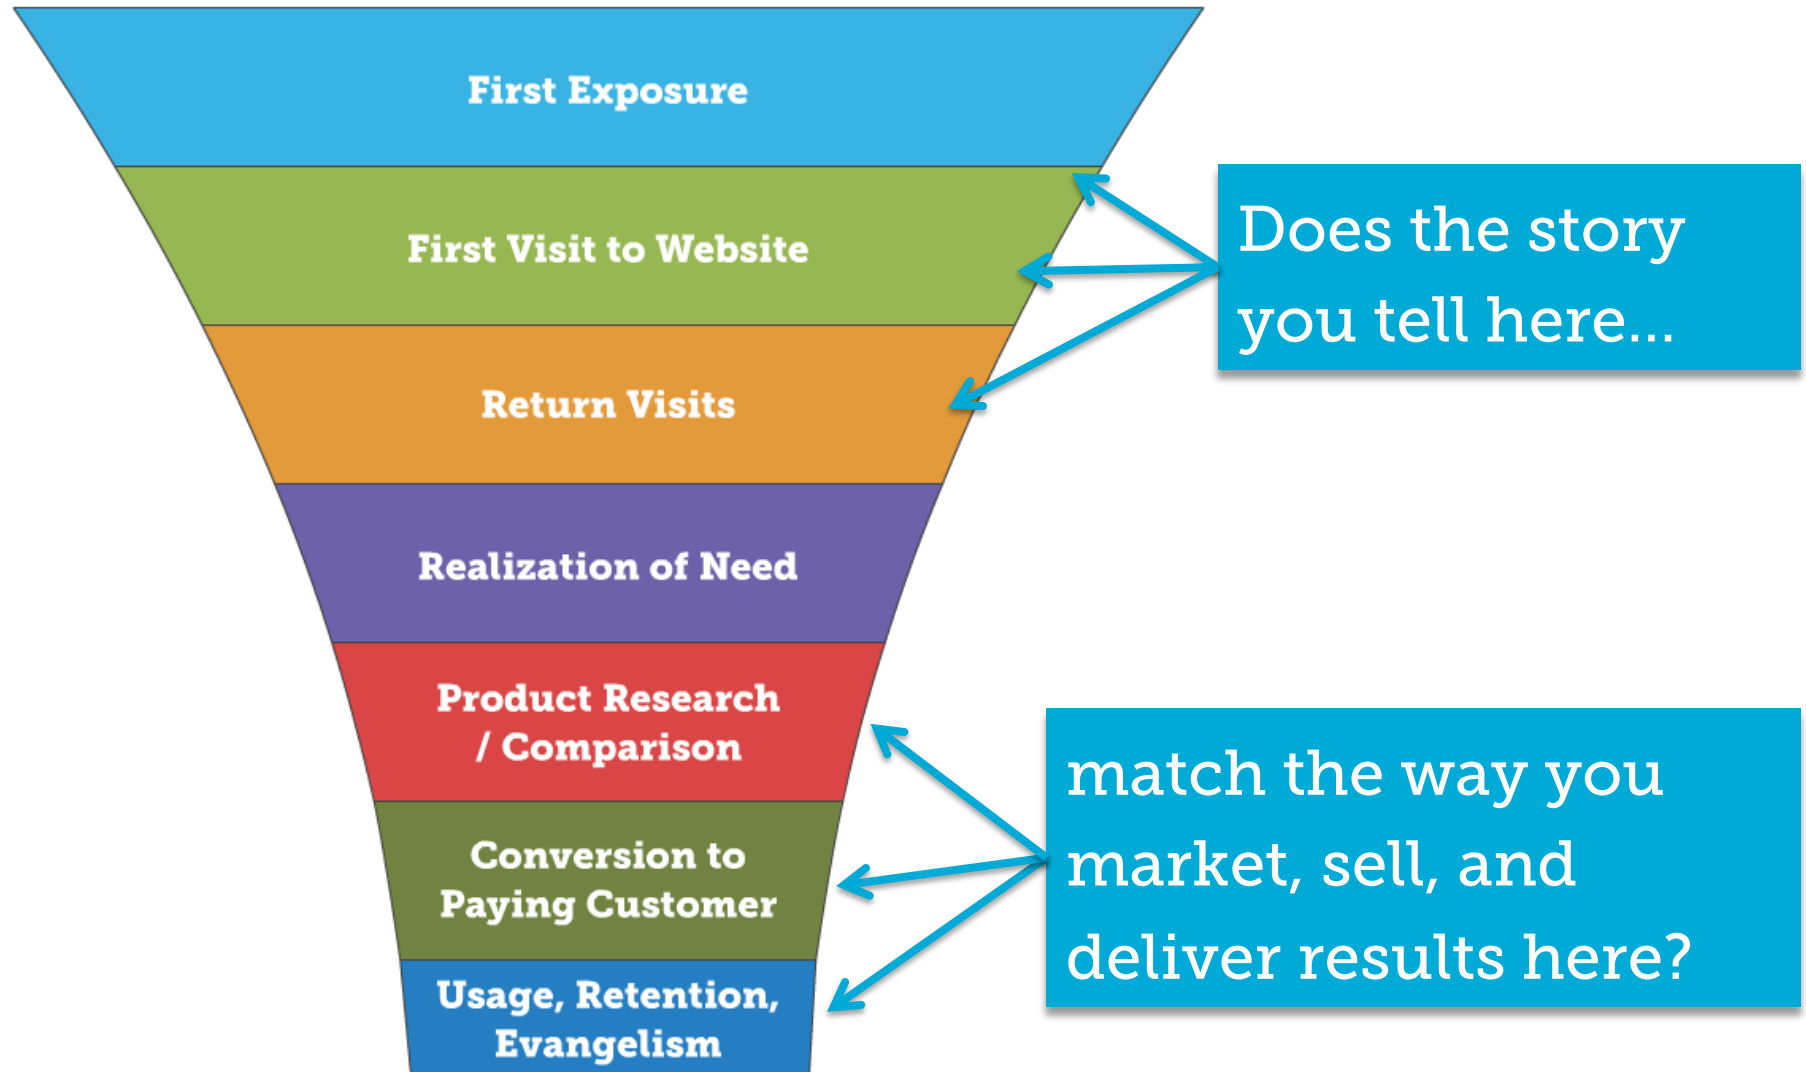 First Exposure
First Visit to Website
Return Visits
Realization of Need
Product Research
/ Comparison
Conversion to
Paying Customer
Usage, Retention,
Evangelism
Does the story
you tell here...
match the way you
market, sell, and
deliver results here?